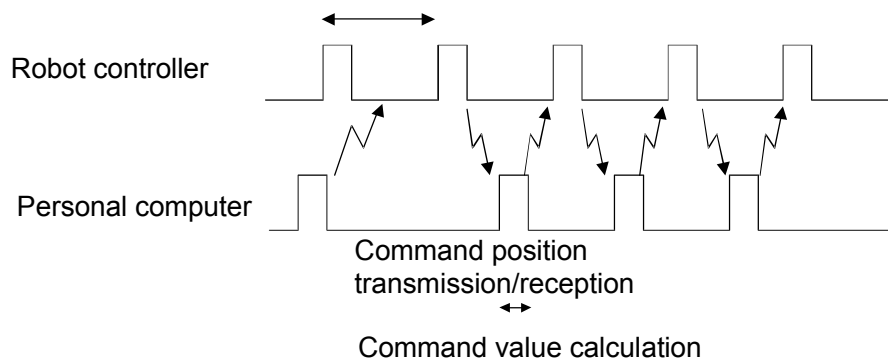 Robot controller
Personal computer
Command position
transmission/reception
Command value calculation